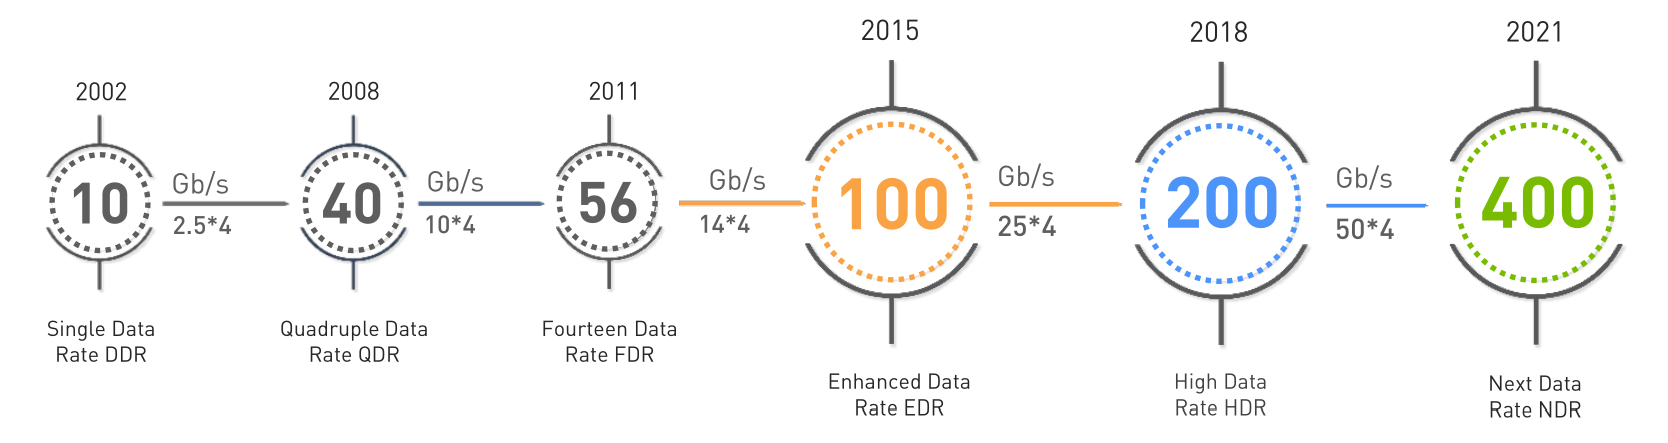 2002
10
Single Data
Rate DDR
Gb/s
2.5*4
2008
40
Quadruple Data
Rate QDR
Gb/s
10*4
2011
56
Fourteen Data
Rate FDR
Gb/s
14*4
2015
100
Enhanced Data
Rate EDR
Gb/s
25*4
2018
200
High Data
Rate HDR
Gb/s
50*4
2021
400
Next Data
Rate NDR